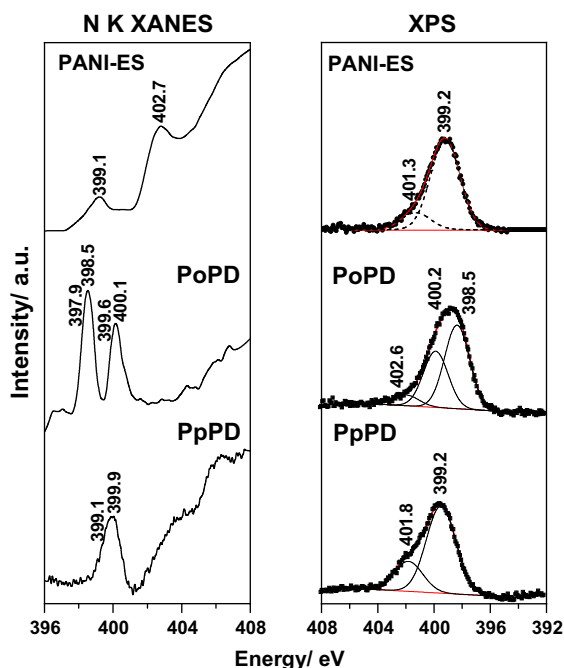 N K XANES
XPS
Intensity/ a.u.
PANI-ES
399.1
402.7
PoPD
397.9
398.5
399.6
400.1
PpPD
399.1
399.9
396 400 404 408
PANI-ES
401.3
399.2
PoPD
402.6
400.2
398.5
PpPD
401.8
399.2
408 404 400 396 392
Energy/ eV